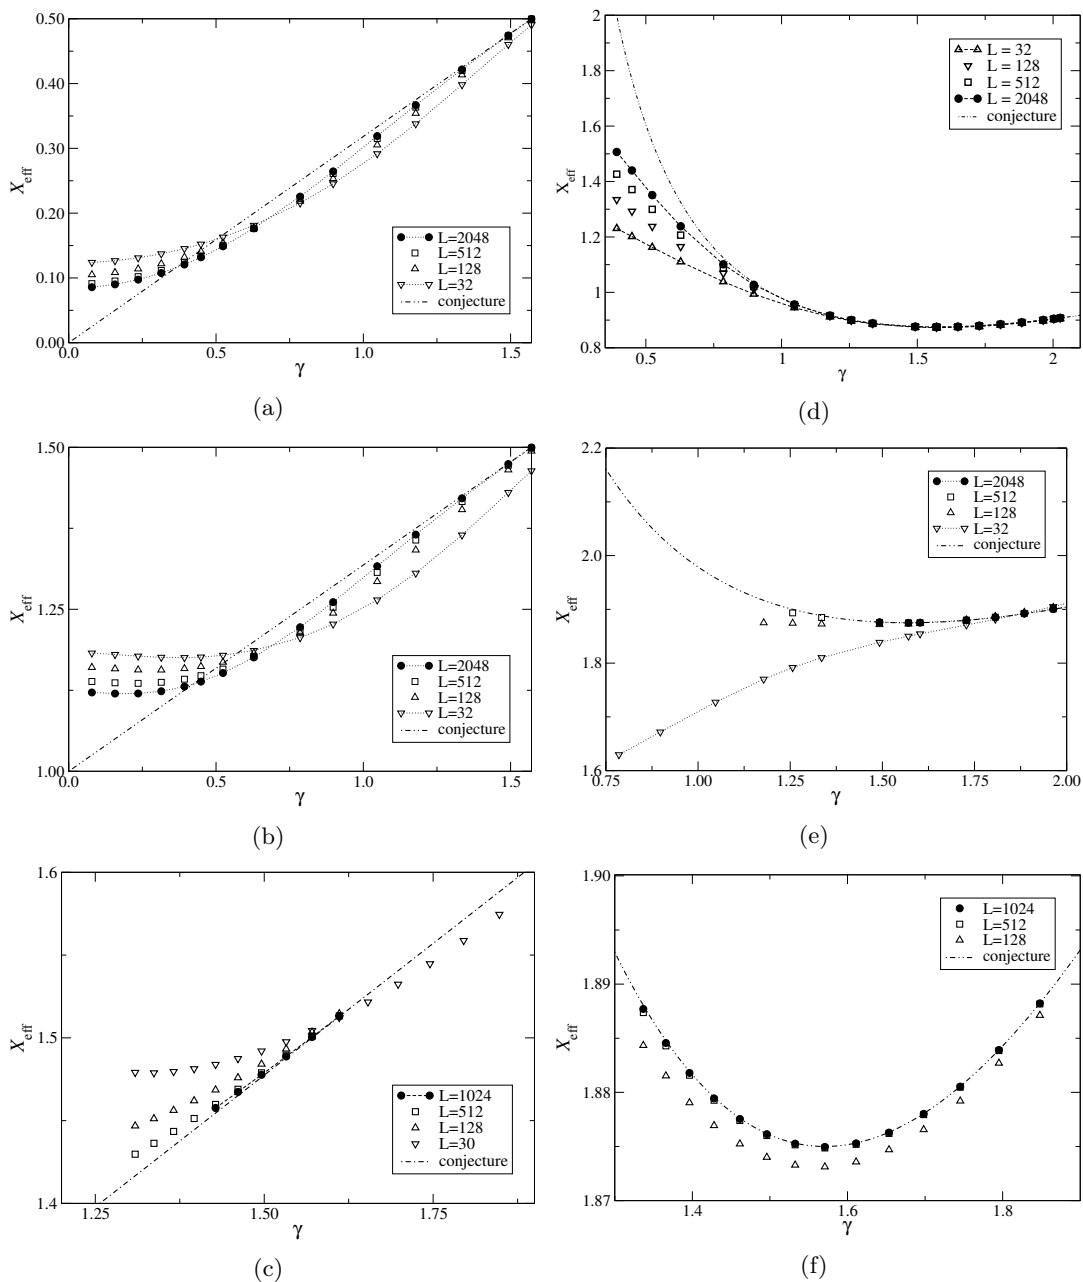 0.50
0.40
0.30
0.20
0.10
0.00
X_eff
0.0
0.5
1.0
1.5
γ
L=2048
L=512
L=128
L=32
conjecture
(a)
2
1.8
1.6
1.4
1.2
1
0.8
X_eff
0.5
1
1.5
2
γ
L = 32
L = 128
L = 512
L = 2048
conjecture
(d)
1.50
1.25
1.00
X_eff
0.0
0.5
1.0
1.5
γ
L=2048
L=512
L=128
L=32
conjecture
(b)
2.2
2.0
1.8
1.6
X_eff
0.75
1.00
1.25
1.50
1.75
2.00
γ
L=2048
L=512
L=128
L=32
conjecture
(e)
1.6
1.5
1.4
X_eff
1.25
1.50
1.75
γ
L=1024
L=512
L=128
L=30
conjecture
(c)
1.90
1.89
1.88
1.87
X_eff
1.4
1.6
1.8
γ
L=1024
L=512
L=128
conjecture
(f)